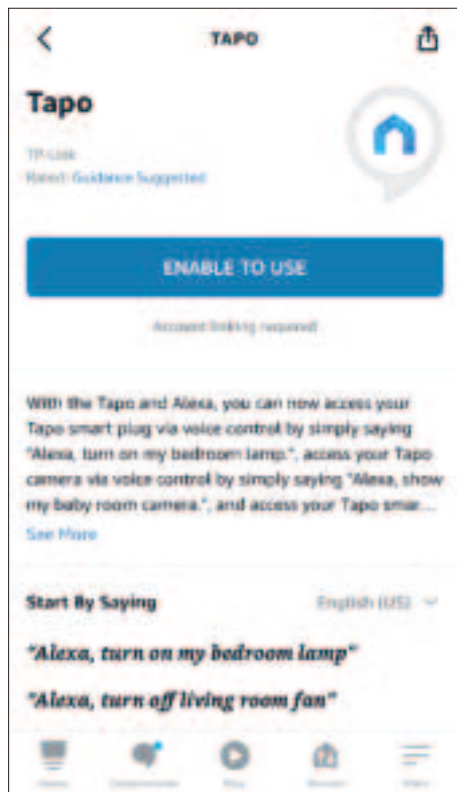 TAPO
Tapo
TP-Link
Rated: Guidance Suggested
ENABLE TO USE
Account linking required
With the Tapo and Alexa, you can now access your
Tapo smart plug via voice control by simply saying
"Alexa, turn on my bedroom lamp.", access your Tapo
camera via voice control by simply saying "Alexa, show
my baby room camera.", and access your Tapo smar...
See More
Start By Saying
English (US)
"Alexa, turn on my bedroom lamp"
"Alexa, turn off living room fan"